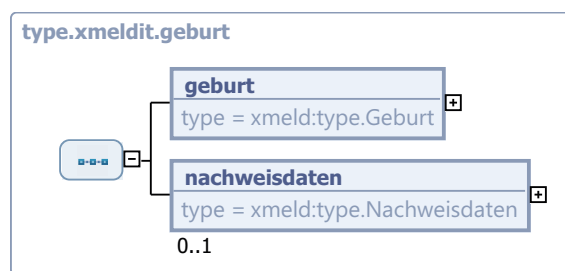 type.xmeldit.geburt
geburt
type = xmeld:type.Geburt
nachweisdaten
type = xmeld:type.Nachweisdaten
0..1